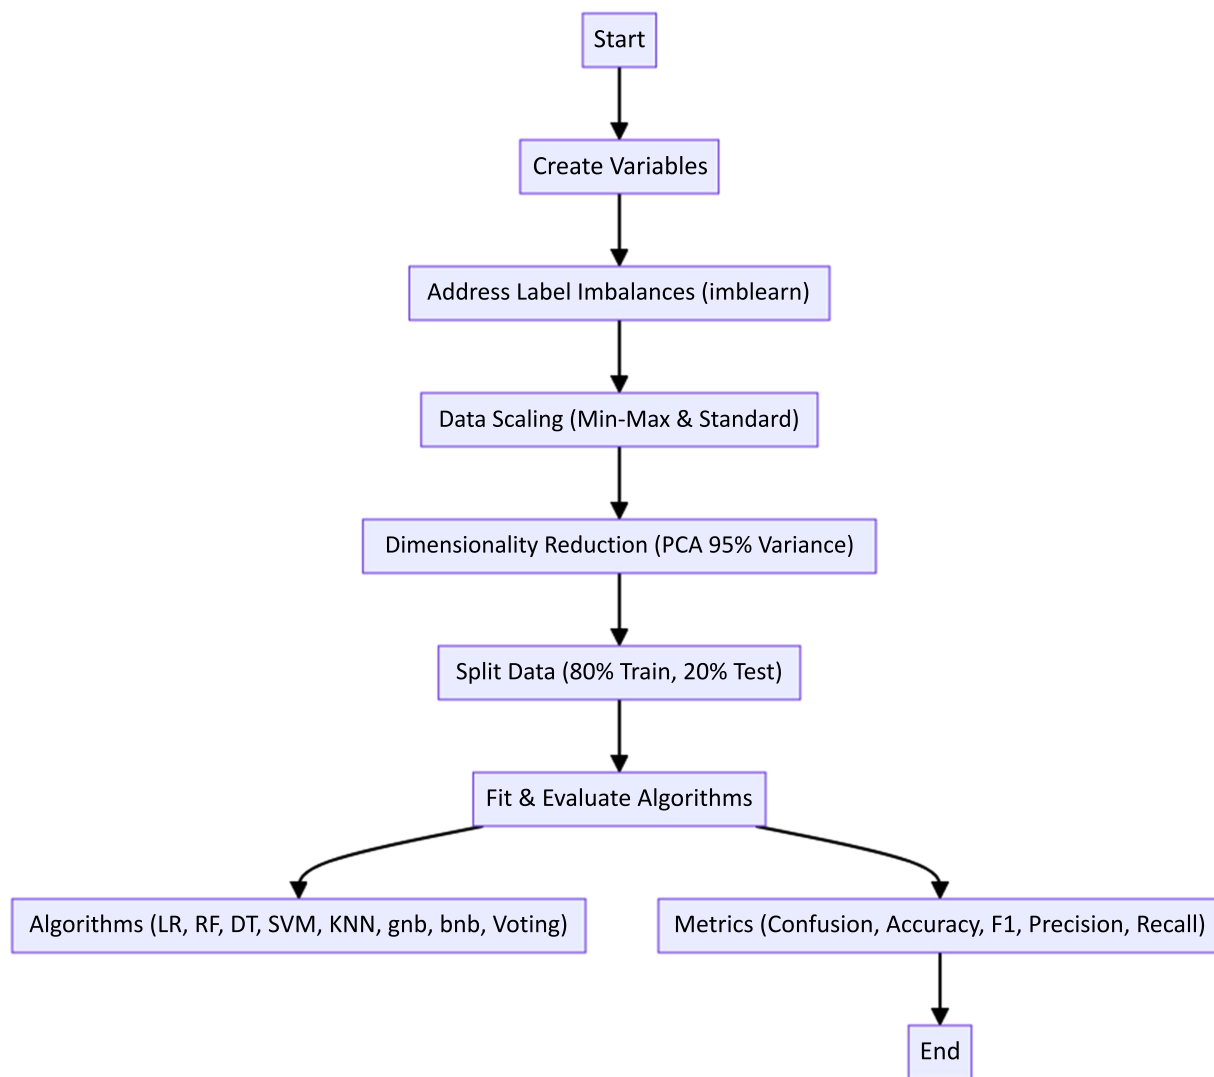 Start
Create Variables
Address Label Imbalances (imblearn)
Data Scaling (Min-Max & Standard)
Dimensionality Reduction (PCA 95% Variance)
Split Data (80% Train, 20% Test)
Fit & Evaluate Algorithms
Algorithms (LR, RF, DT, SVM, KNN, gnb, bnb, Voting)
Metrics (Confusion, Accuracy, F1, Precision, Recall)
End